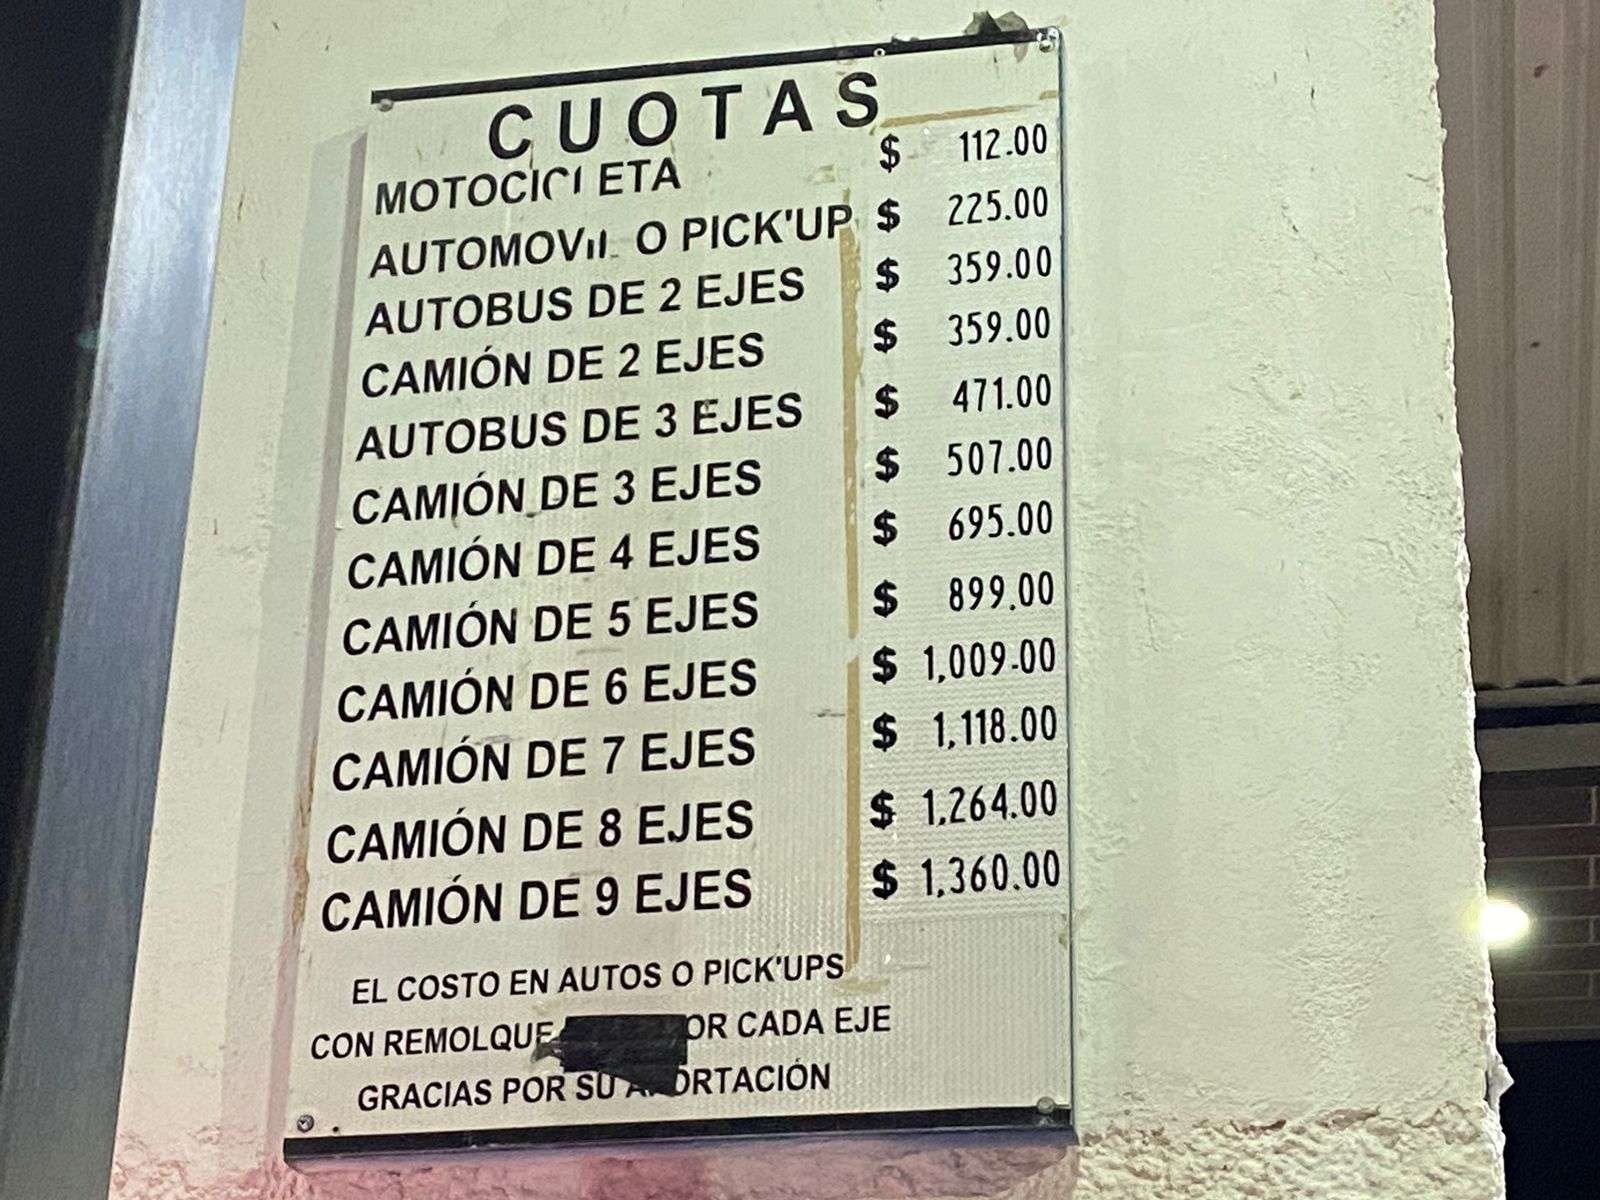 CUOTAS
MOTOCICLETA $ 112.00
AUTOMOVIL O PICK'UP $ 225.00
AUTOBUS DE 2 EJES $ 359.00
CAMIÓN DE 2 EJES $ 359.00
AUTOBUS DE 3 EJES $ 471.00
CAMIÓN DE 3 EJES $ 507.00
CAMIÓN DE 4 EJES $ 695.00
CAMIÓN DE 5 EJES $ 899.00
CAMIÓN DE 6 EJES $ 1,009.00
CAMIÓN DE 7 EJES $ 1,118.00
CAMIÓN DE 8 EJES $ 1,264.00
CAMIÓN DE 9 EJES $ 1,360.00
EL COSTO EN AUTOS O PICK'UPS
CON REMOLQUE POR CADA EJE
GRACIAS POR SU APORTACIÓN